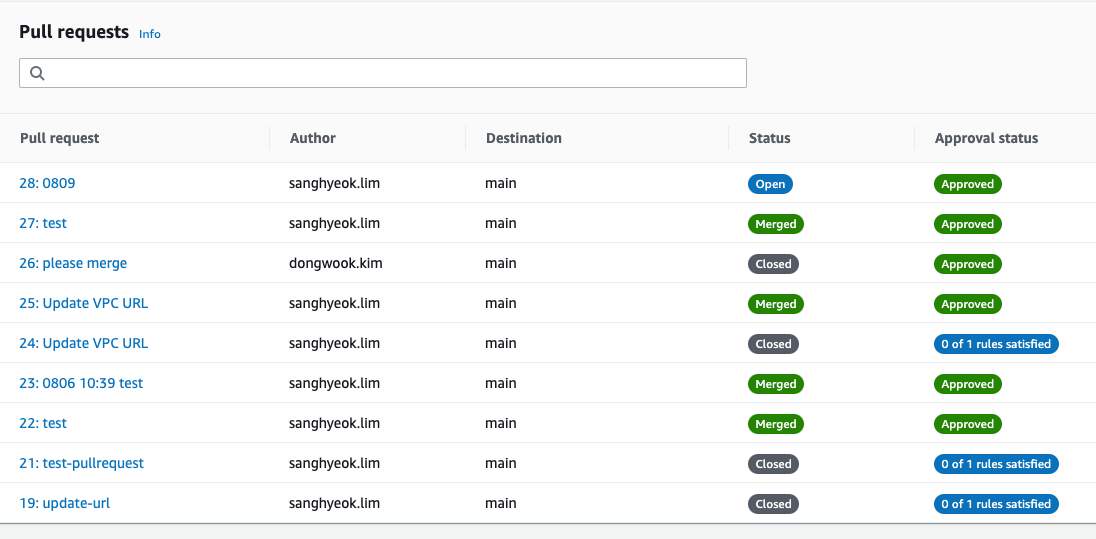 Pull requests Info
Pull request Author Destination Status Approval status
28: 0809 sanghyeok.lim main Open Approved
27: test sanghyeok.lim main Merged Approved
26: please merge dongwook.kim main Closed Approved
25: Update VPC URL sanghyeok.lim main Merged Approved
24: Update VPC URL sanghyeok.lim main Closed 0 of 1 rules satisfied
23: 0806 10:39 test sanghyeok.lim main Merged Approved
22: test sanghyeok.lim main Merged Approved
21: test-pullrequest sanghyeok.lim main Closed 0 of 1 rules satisfied
19: update-url sanghyeok.lim main Closed 0 of 1 rules satisfied